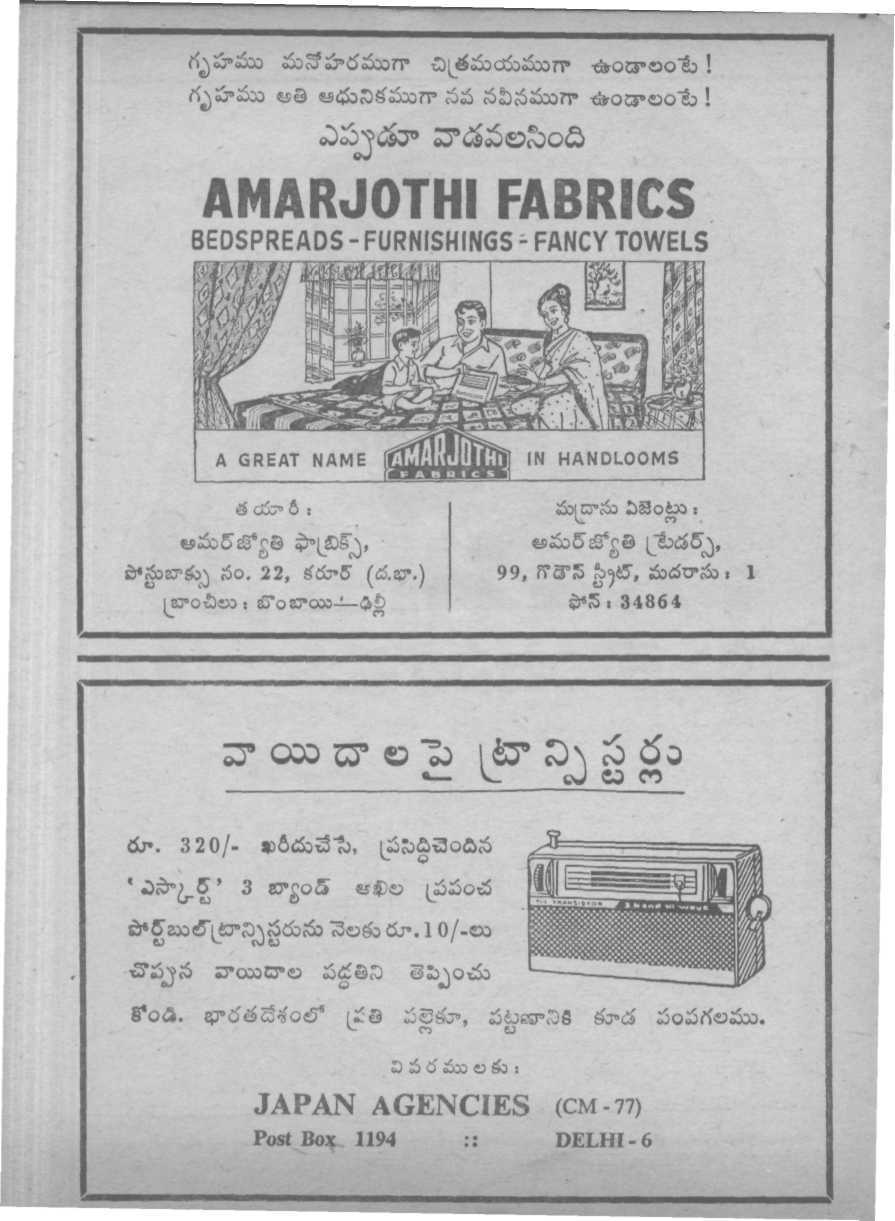 గృహము మనోహరముగా చిత్రమయముగా ఉండాలంటే!
గృహము అతి ఆధునికముగా నవ నవీనముగా ఉండాలంటే!
ఎప్పుడూ వాడవలసింది
AMARJOTHI FABRICS
BEDSPREADS - FURNISHINGS - FANCY TOWELS
A GREAT NAME AMARJOTHI FABRICS IN HANDLOOMS
తయారీ:
అమర్‌జ్యోతి ఫాబ్రిక్స్,
పోస్టుబాక్సు నం. 22, కరూర్ (ద.భా.)
బ్రాంచీలు: బొంబాయి — ఢిల్లీ
మద్రాసు ఏజెంట్లు:
అమర్‌జ్యోతి ట్రేడర్స్,
99, గొడౌన్ స్ట్రీట్, మదరాసు: 1
ఫోన్: 34864
వాయిదాలపై ట్రాన్సిస్టర్లు
రూ. 320/- ఖరీదుచేసే, ప్రసిద్ధిచెందిన
'ఎస్కార్ట్' 3 బ్యాండ్ అఖిల ప్రపంచ
పోర్టబుల్ ట్రాన్సిస్టరును నెలకు రూ. 10/-లు
చొప్పున వాయిదాల పద్ధతిని తెప్పించు
కోండి. భారతదేశంలో ప్రతి పల్లెకూ, పట్టణానికి కూడ పంపగలము.
వివరములకు:
JAPAN AGENCIES (CM - 77)
Post Box 1194 :: DELHI - 6